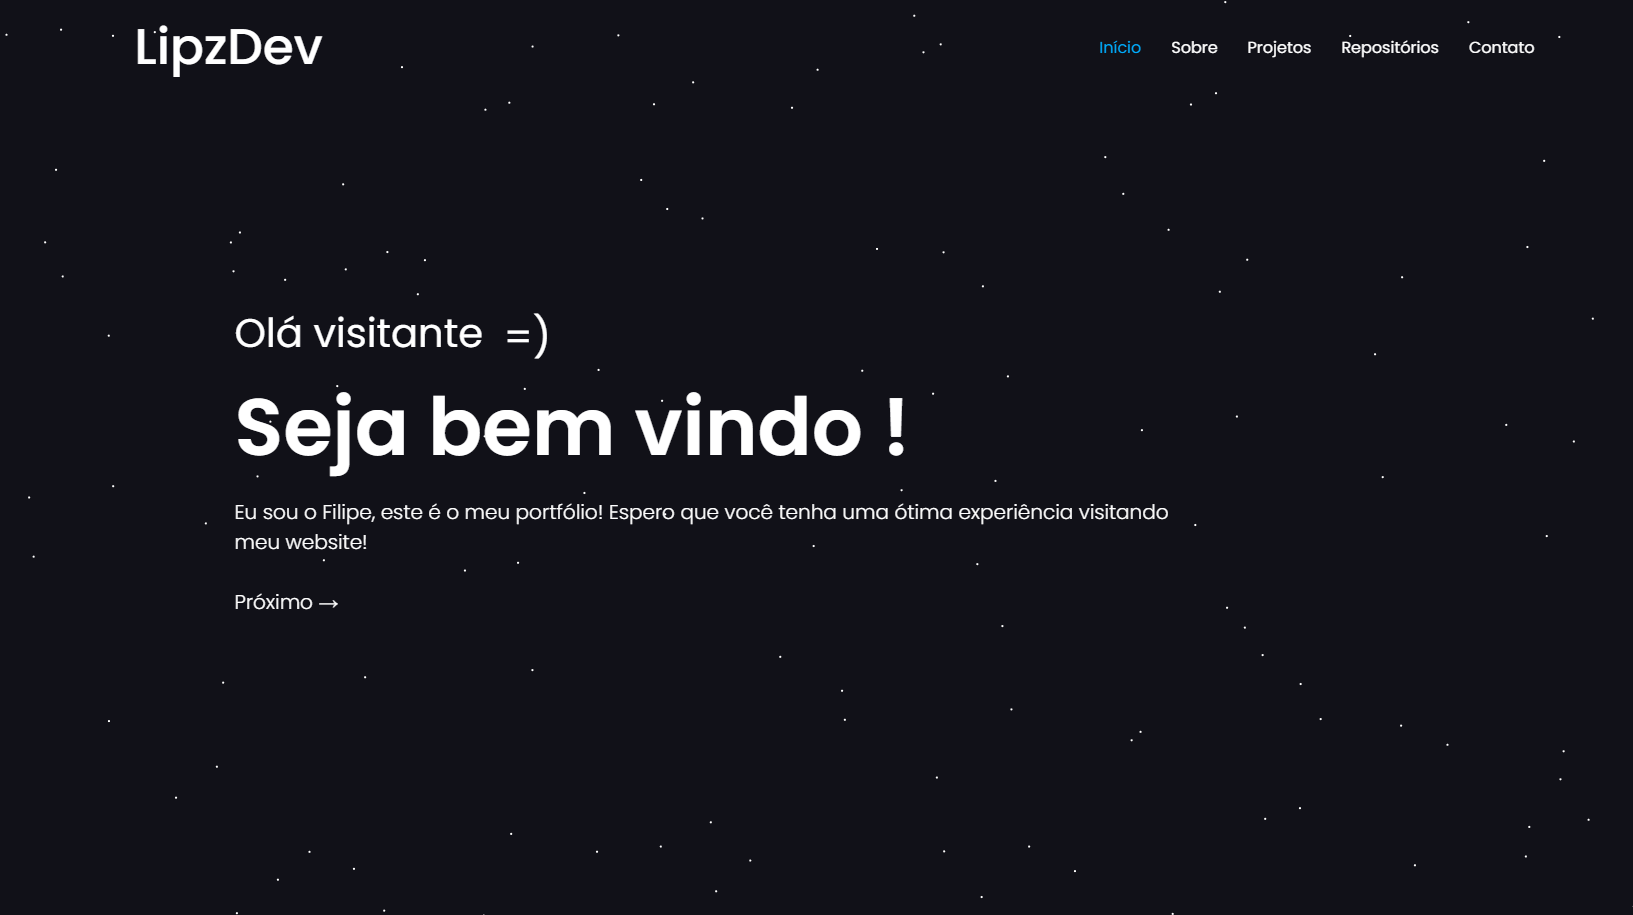 LipzDev
Início Sobre Projetos Repositórios Contato
Olá visitante =)
Seja bem vindo !
Eu sou o Filipe, este é o meu portfólio! Espero que você tenha uma ótima experiência visitando
meu website!
Próximo →